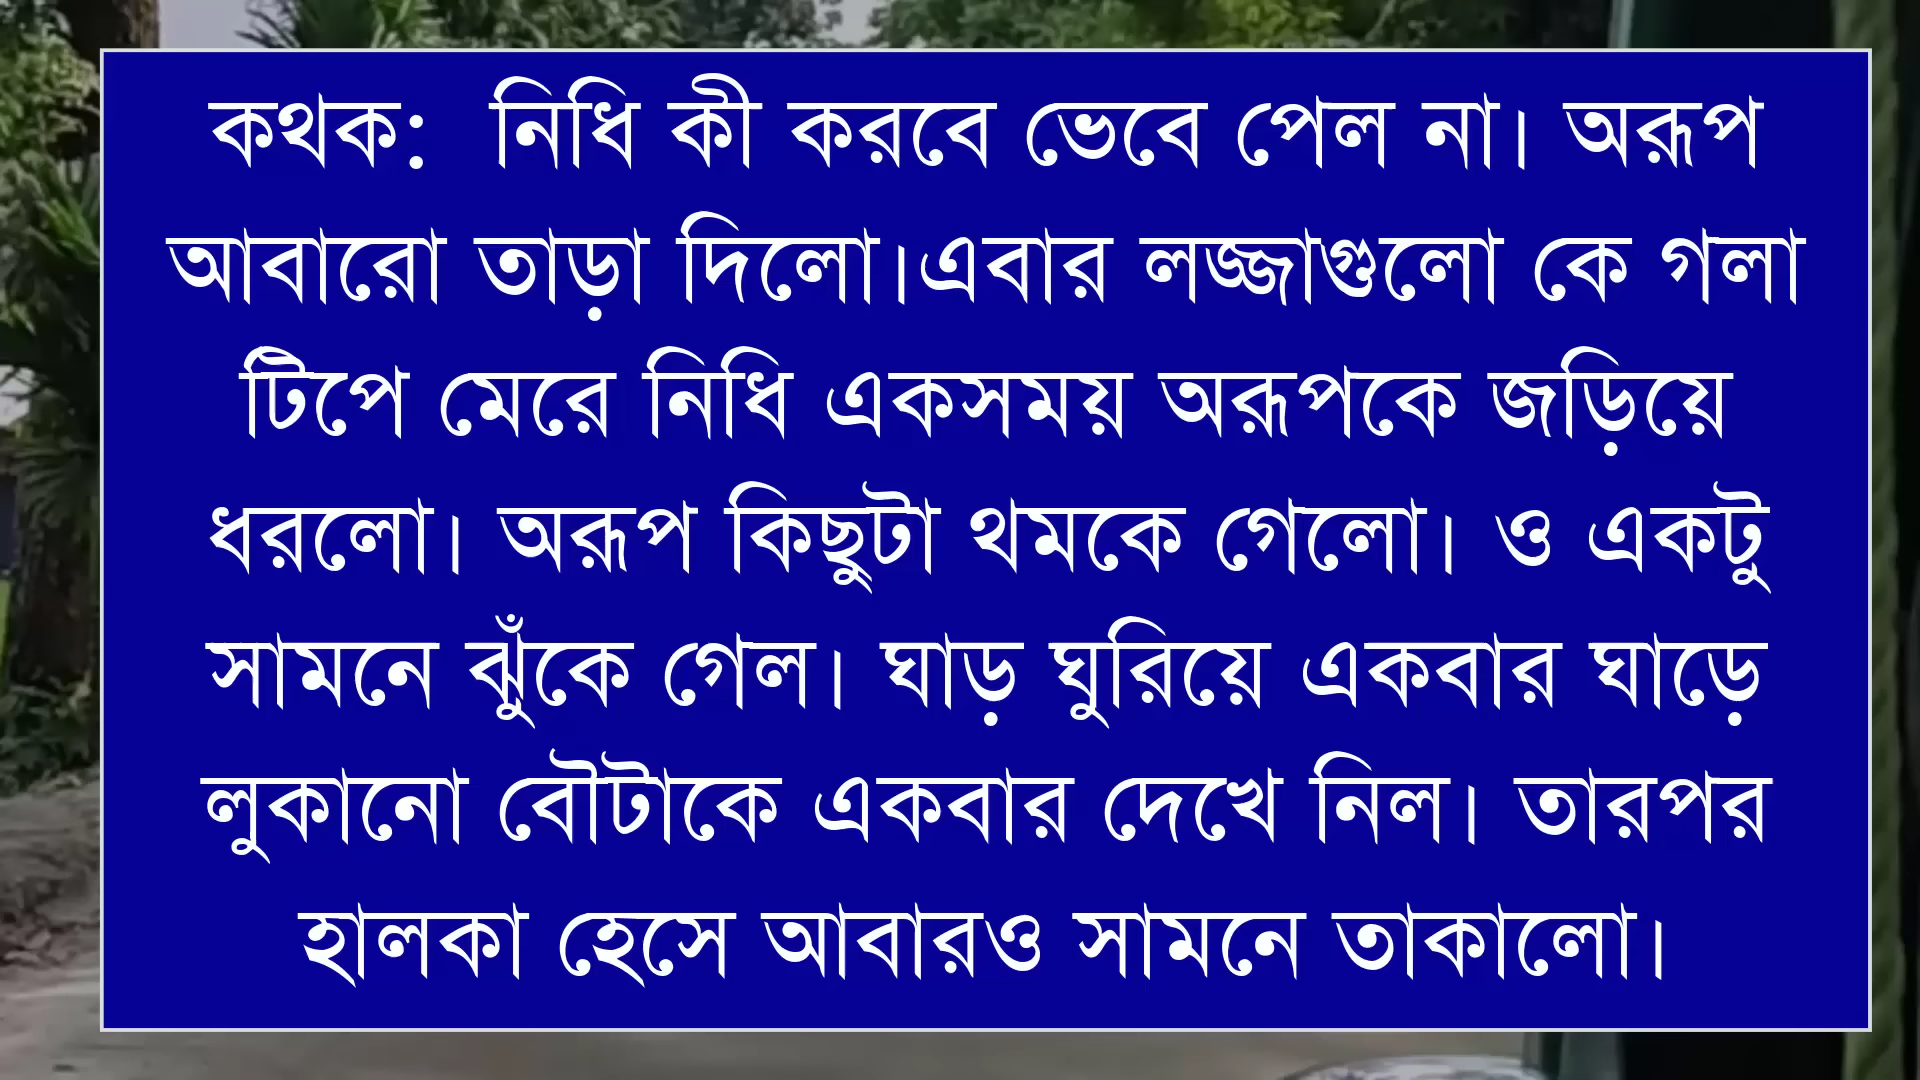 কথক:  নিধি কী করবে ভেবে পেল না। অরূপ
আবারো তাড়া দিলো।এবার লজ্জাগুলো কে গলা
টিপে মেরে নিধি একসময় অরূপকে জড়িয়ে
ধরলো। অরূপ কিছুটা থমকে গেলো। ও একটু
সামনে ঝুঁকে গেল। ঘাড় ঘুরিয়ে একবার ঘাড়ে
লুকানো বৌটাকে একবার দেখে নিল। তারপর
হালকা হেসে আবারও সামনে তাকালো।